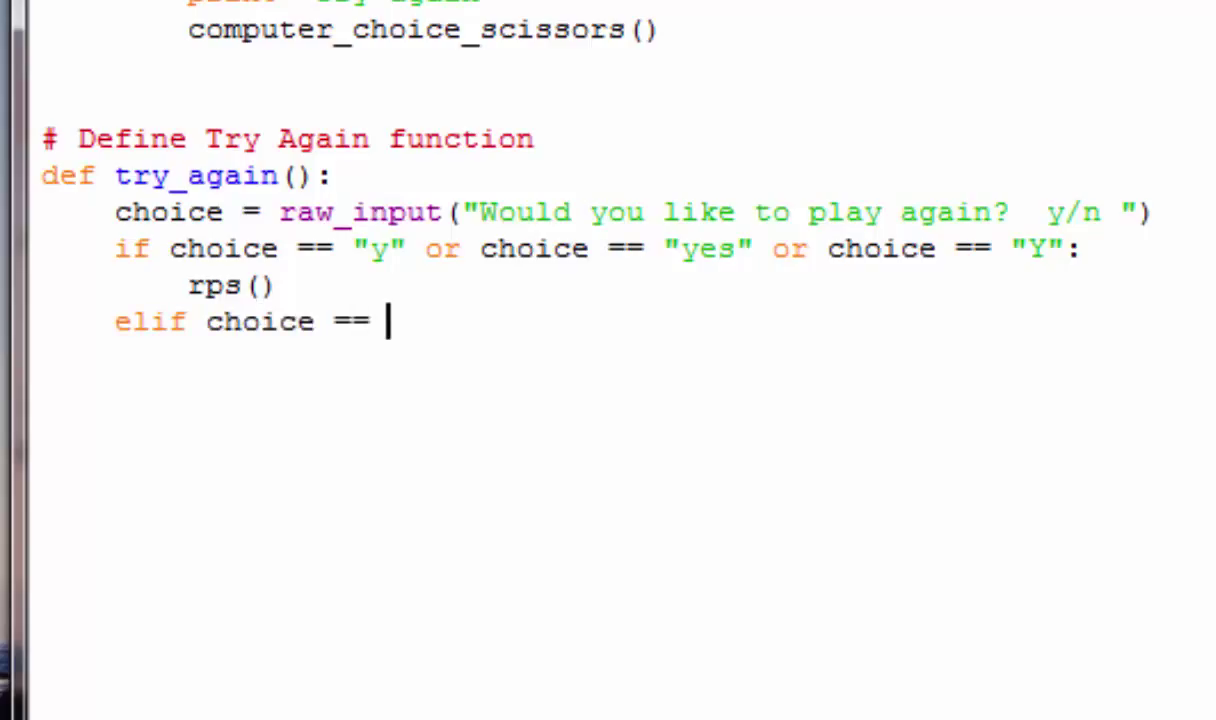 computer_choice_scissors()
# Define Try Again function
def try_again():
choice = raw_input("Would you like to play again?  y/n ")
if choice == "y" or choice == "yes" or choice == "Y":
rps()
elif choice ==